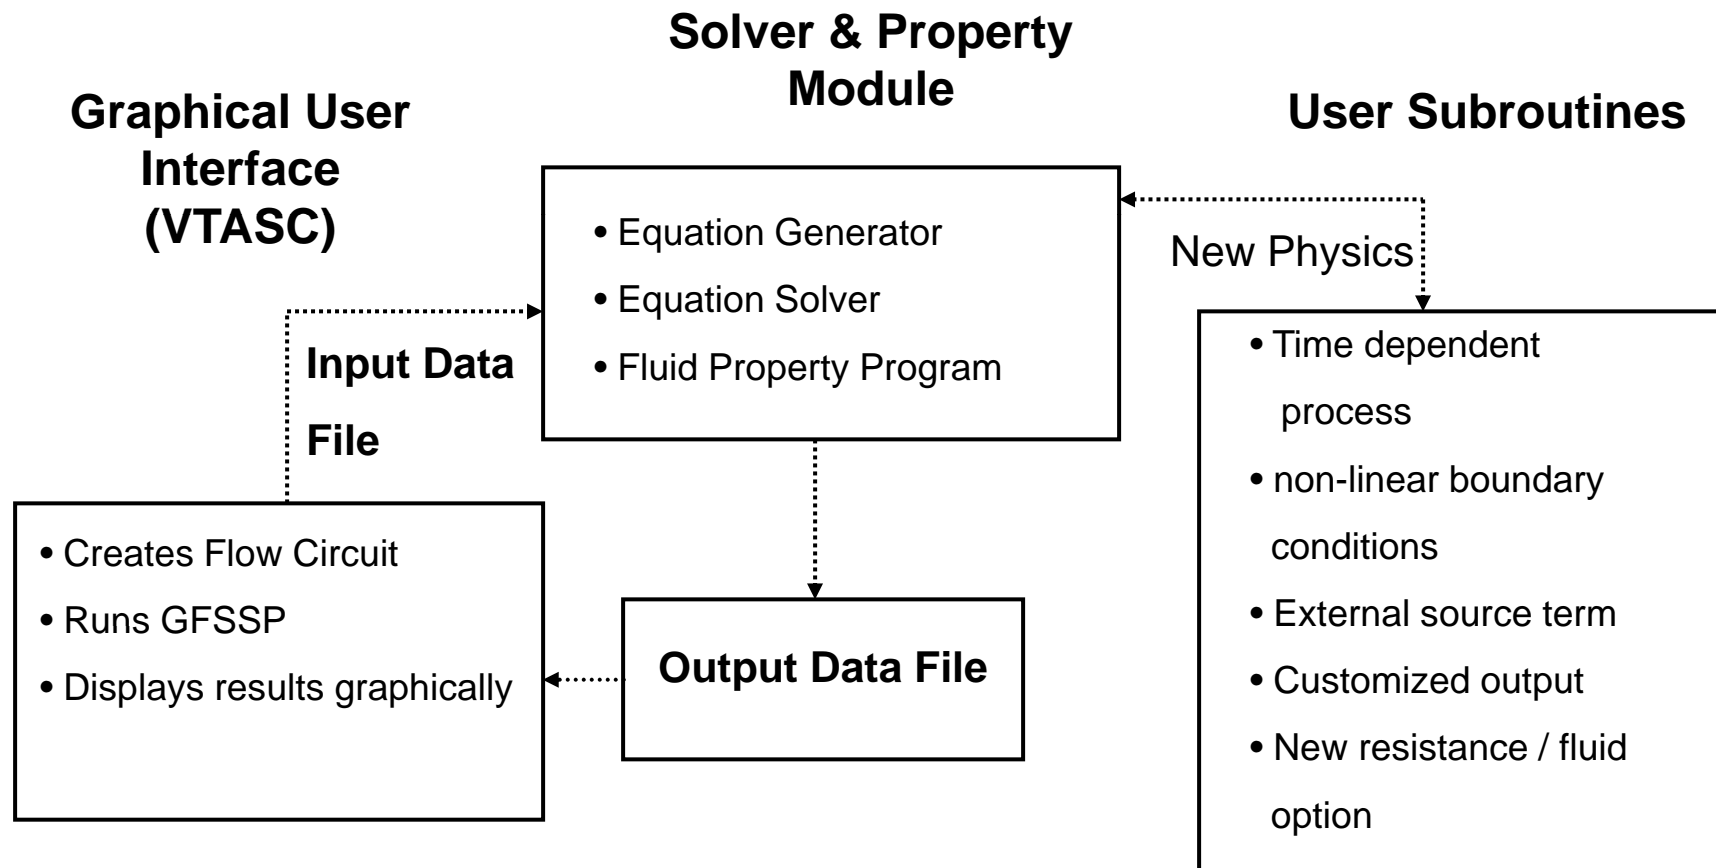 Solver & Property
Module
Graphical User
Interface
(VTASC)
User Subroutines
• Equation Generator
• Equation Solver
• Fluid Property Program
New Physics
Input Data
File
• Time dependent
process
• non-linear boundary
conditions
• External source term
• Customized output
• New resistance / fluid
option
• Creates Flow Circuit
• Runs GFSSP
• Displays results graphically
Output Data File